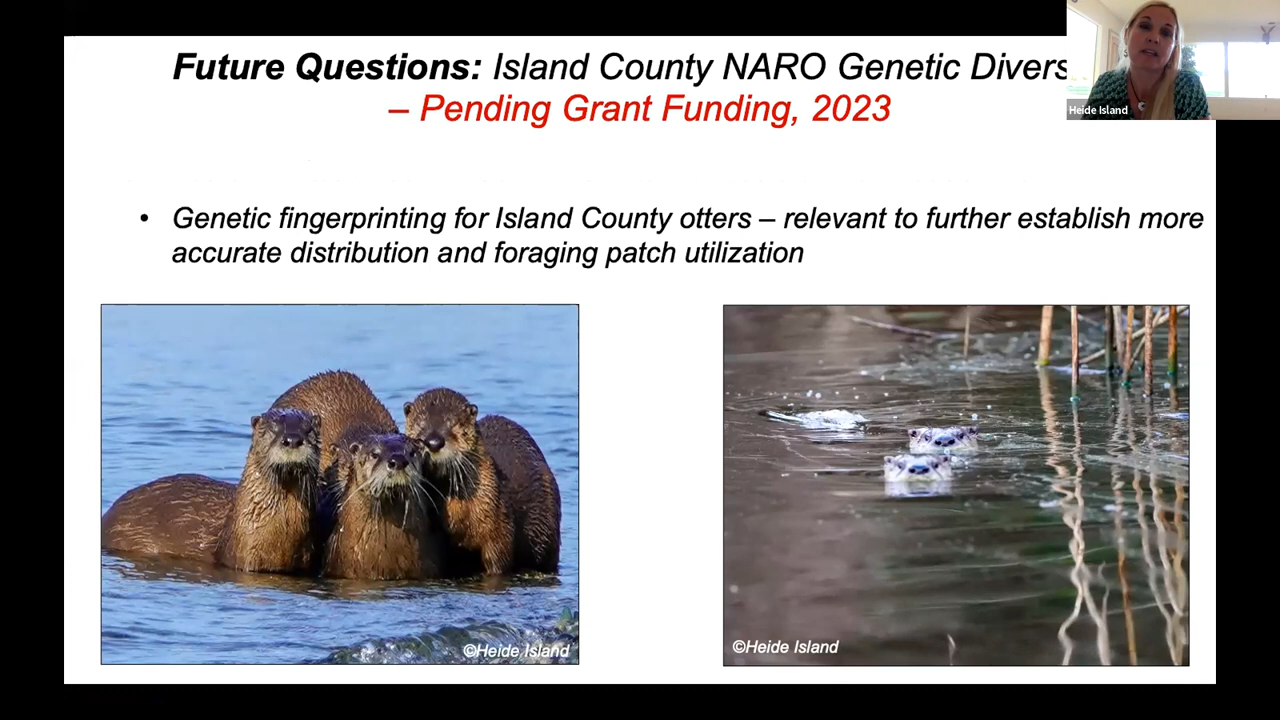 Future Questions: Island County NARO Genetic Divers
– Pending Grant Funding, 2023
Heide Island
• Genetic fingerprinting for Island County otters – relevant to further establish more
accurate distribution and foraging patch utilization
©Heide Island
©Heide Island